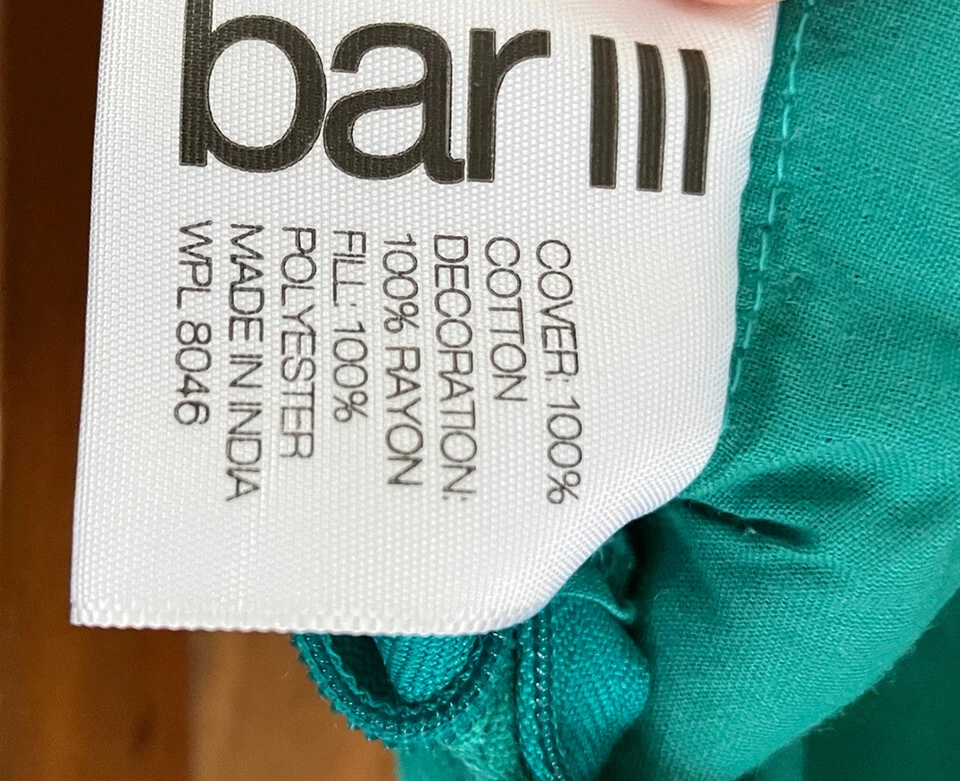 bar III
COVER: 100%
COTTON
DECORATION:
100% RAYON
FILL: 100%
POLYESTER
MADE IN INDIA
WPL 8046